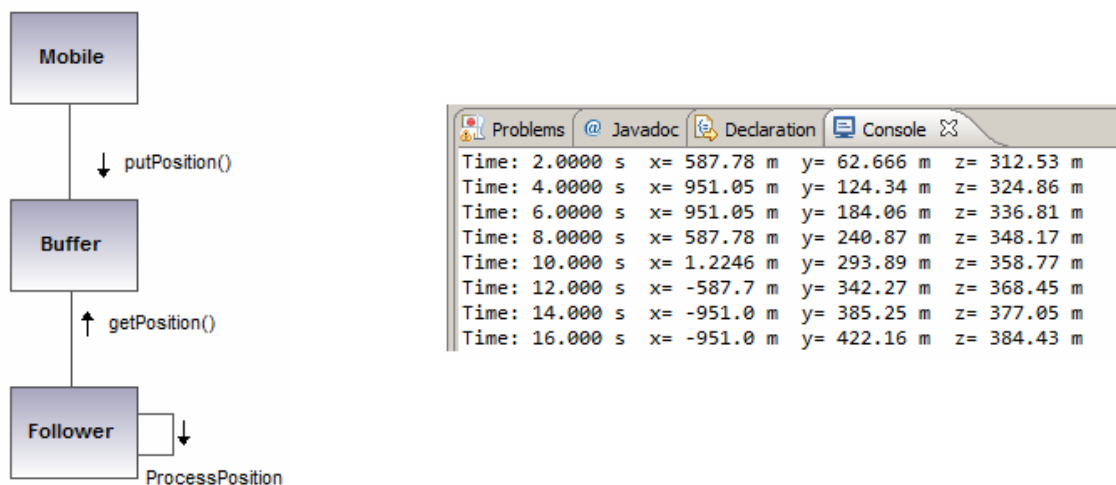 Mobile
putPosition()
Buffer
getPosition()
Follower
ProcessPosition
Problems @ Javadoc Declaration Console
Time: 2.0000 s x= 587.78 m y= 62.666 m z= 312.53 m
Time: 4.0000 s x= 951.05 m y= 124.34 m z= 324.86 m
Time: 6.0000 s x= 951.05 m y= 184.06 m z= 336.81 m
Time: 8.0000 s x= 587.78 m y= 240.87 m z= 348.17 m
Time: 10.000 s x= 1.2246 m y= 293.89 m z= 358.77 m
Time: 12.000 s x= -587.7 m y= 342.27 m z= 368.45 m
Time: 14.000 s x= -951.0 m y= 385.25 m z= 377.05 m
Time: 16.000 s x= -951.0 m y= 422.16 m z= 384.43 m